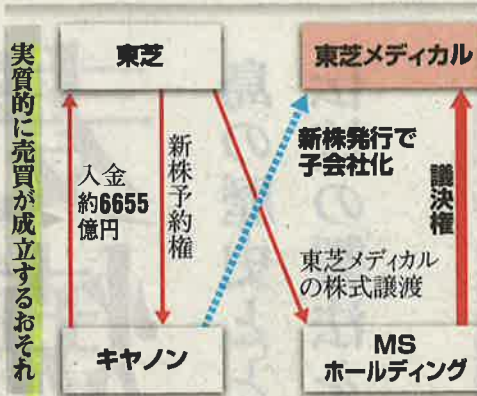 実質的に売買が成立するおそれ
東芝
東芝メディカル
入金
約6655
億円
新株予約権
新株発行で
子会社化
議決権
東芝メディカル
の株式譲渡
キヤノン
MS
ホールディング